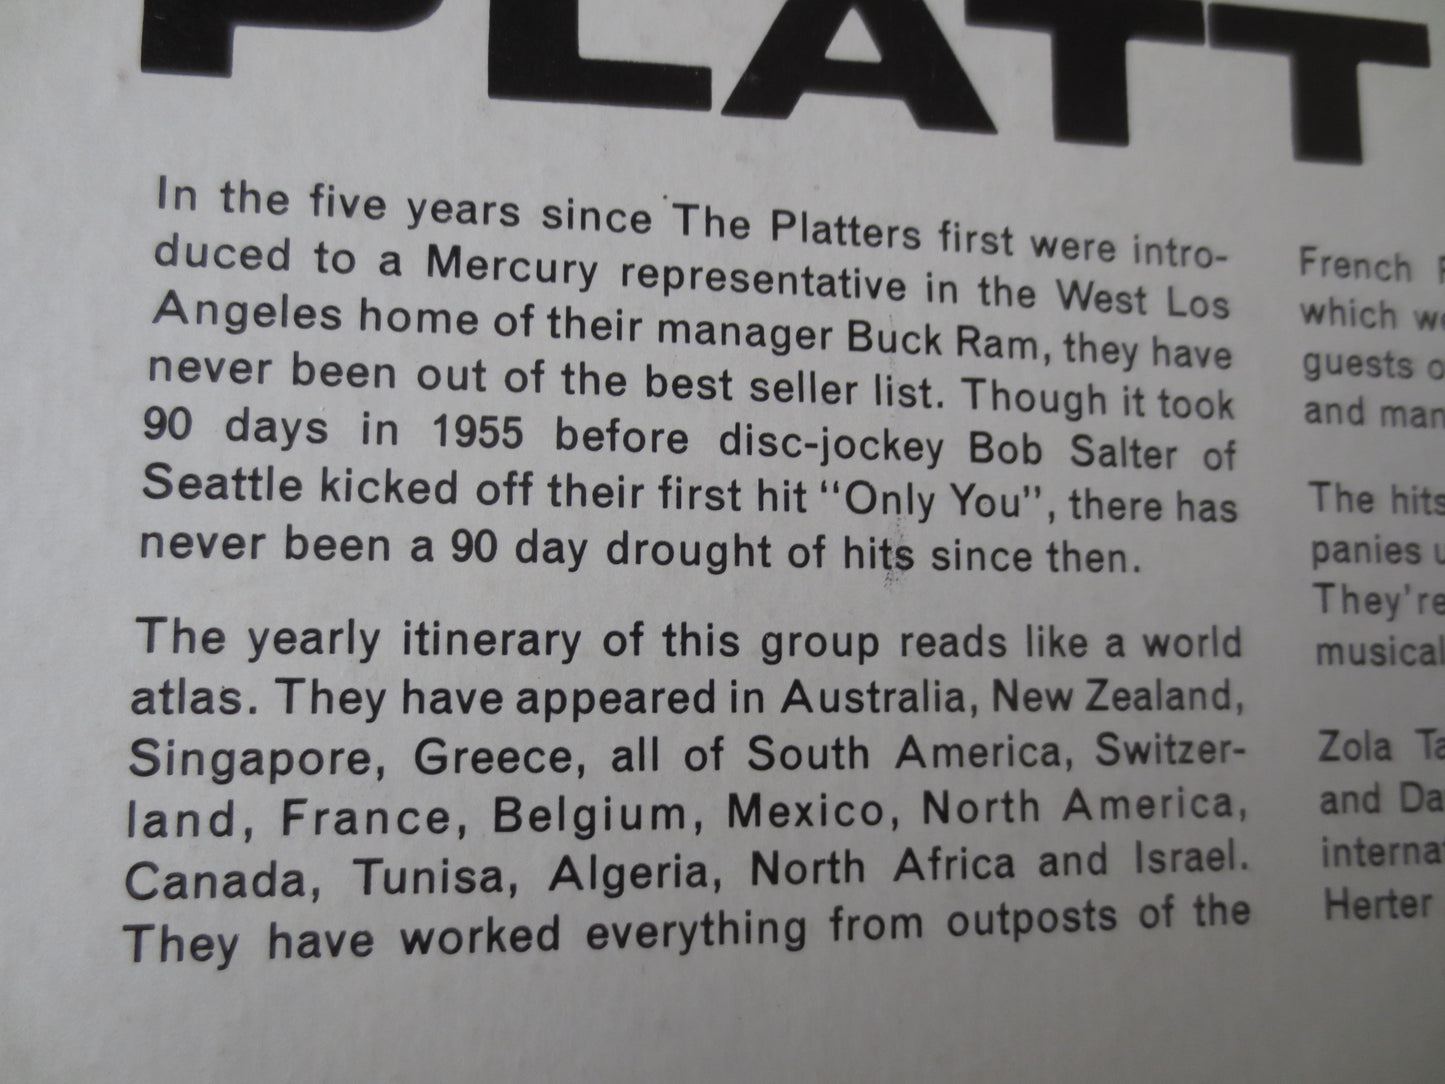 PLATT
In the five years since The Platters first were intro-
duced to a Mercury representative in the West Los
Angeles home of their manager Buck Ram, they have
never been out of the best seller list. Though it took
90 days in 1955 before disc-jockey Bob Salter of
Seattle kicked off their first hit “Only You”, there has
never been a 90 day drought of hits since then.
The yearly itinerary of this group reads like a world
atlas. They have appeared in Australia, New Zealand,
Singapore, Greece, all of South America, Switzer-
land, France, Belgium, Mexico, North America,
Canada, Tunisa, Algeria, North Africa and Israel.
They have worked everything from outposts of the
French
which
guests
and
The hits
panies
They're
musical
Zola
and
Herter